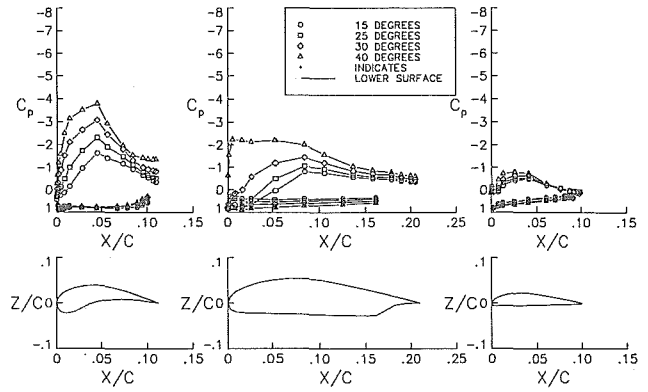 -8 -8 -8
-7 -7 -7
-6 -6 -6
-5 -5 -5
-4 -4 -4
-3 -3 -3
-2 -2 -2
-1 -1 -1
0 0 0
1 1 1
Cp Cp Cp
○ 15 DEGREES
□ 25 DEGREES
◇ 30 DEGREES
△ 40 DEGREES
+ INDICATES
LOWER SURFACE
0 .05 .10 .15
0 .05 .10 .15 .20 .25
0 .05 .10 .15
X/C X/C X/C
.1 .1 .1
Z/C0 Z/C0 Z/C0
-.1 -.1 -.1
0 .05 .10 .15
0 .05 .10 .15 .20 .25
0 .05 .10 .15
X/C X/C X/C